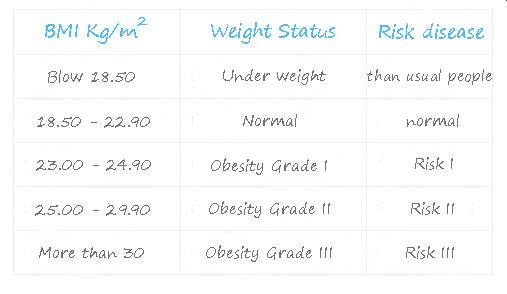 BMI Kg/m² Weight Status Risk disease
Blow 18.50 Under weight than usual people
18.50 - 22.90 Normal normal
23.00 - 24.90 Obesity Grade I Risk I
25.00 - 29.90 Obesity Grade II Risk II
More than 30 Obesity Grade III Risk III